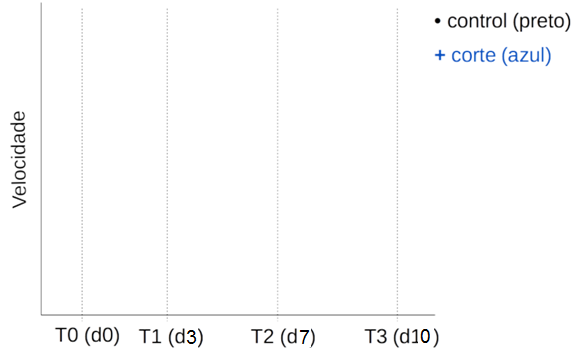 • control (preto)
+ corte (azul)
Velocidade
T0 (d0) T1 (d3) T2 (d7) T3 (d10)